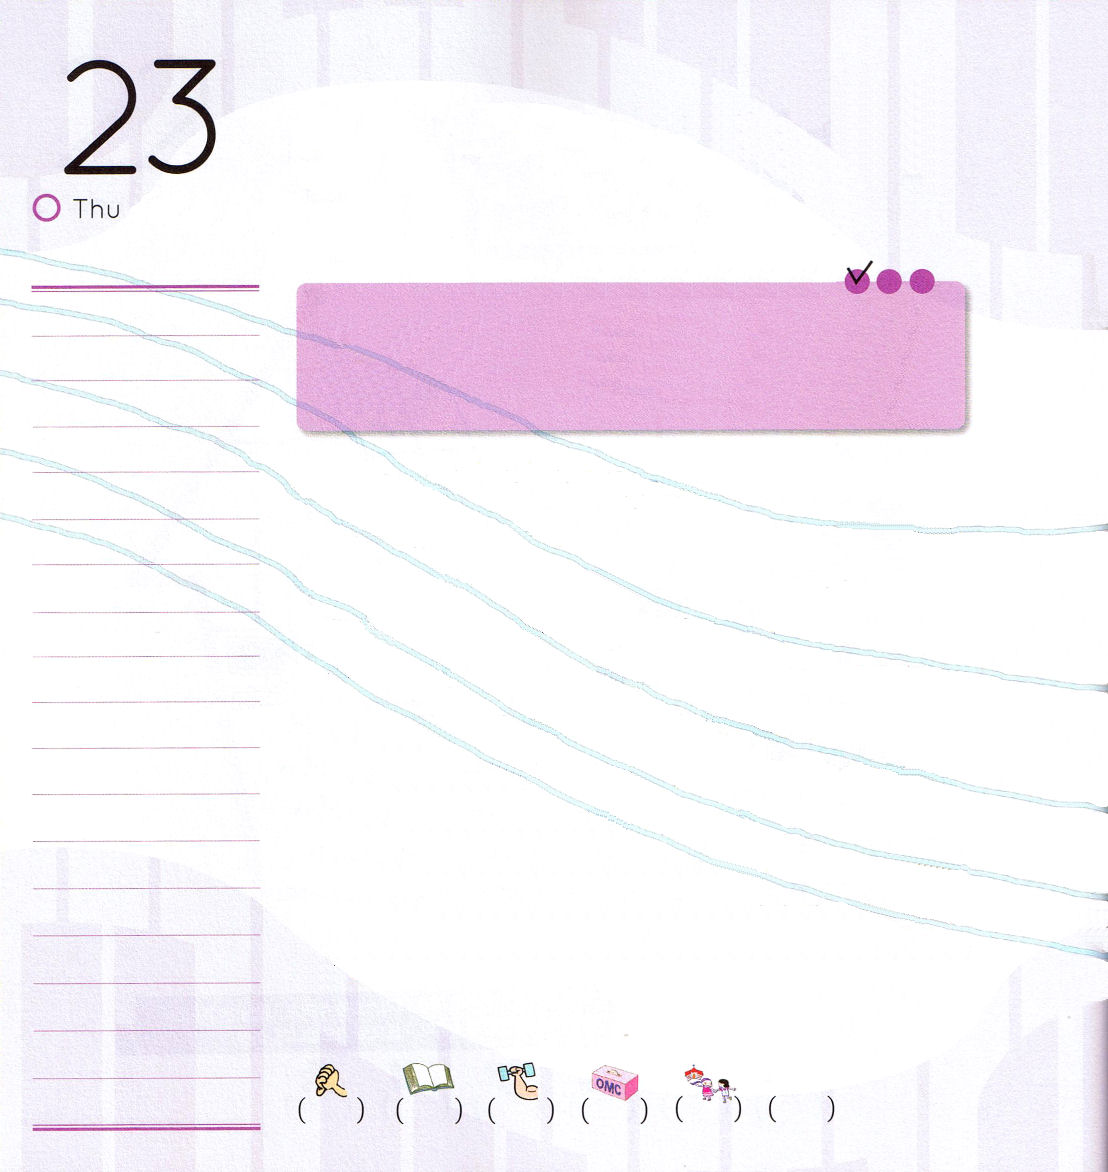 23
Thu
OMC
( ) ( ) ( ) ( ) ( ) ( )